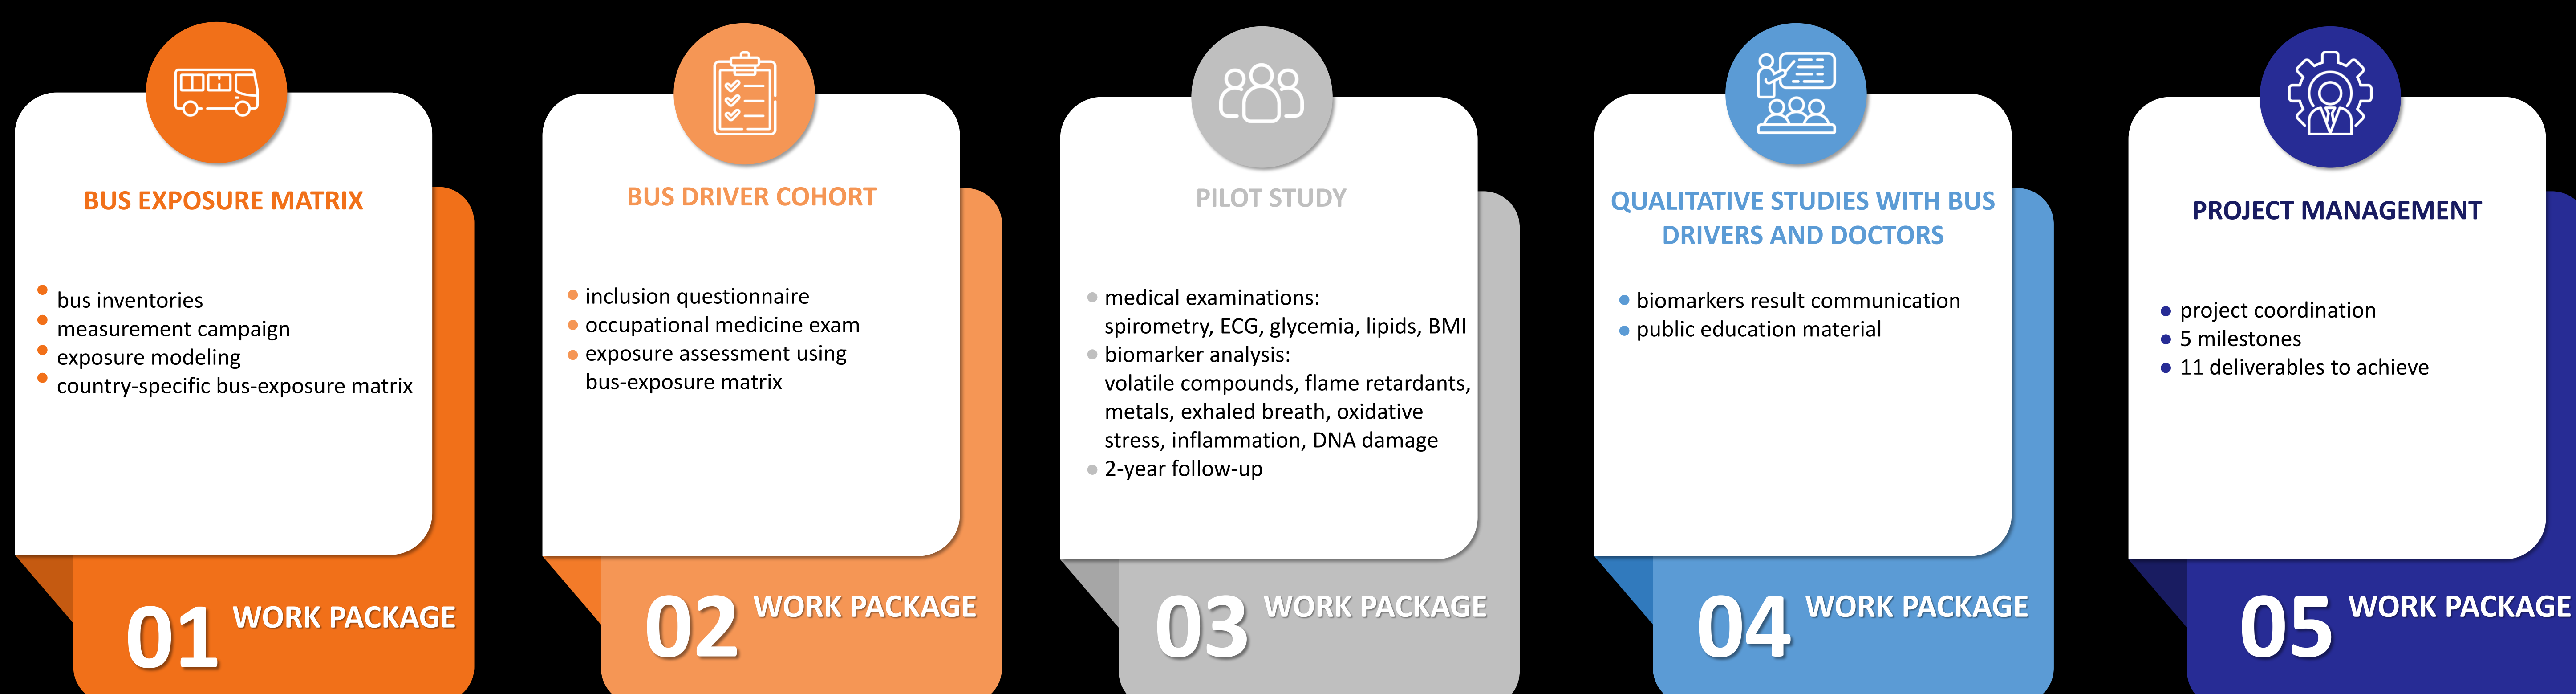 BUS EXPOSURE MATRIX
bus inventories
measurement campaign
exposure modeling
country-specific bus-exposure matrix
01 WORK PACKAGE
BUS DRIVER COHORT
inclusion questionnaire
occupational medicine exam
exposure assessment using
bus-exposure matrix
02 WORK PACKAGE
PILOT STUDY
medical examinations:
spirometry, ECG, glycemia, lipids, BMI
biomarker analysis:
volatile compounds, flame retardants,
metals, exhaled breath, oxidative
stress, inflammation, DNA damage
2-year follow-up
03 WORK PACKAGE
QUALITATIVE STUDIES WITH BUS
DRIVERS AND DOCTORS
biomarkers result communication
public education material
04 WORK PACKAGE
PROJECT MANAGEMENT
project coordination
5 milestones
11 deliverables to achieve
05 WORK PACKAGE